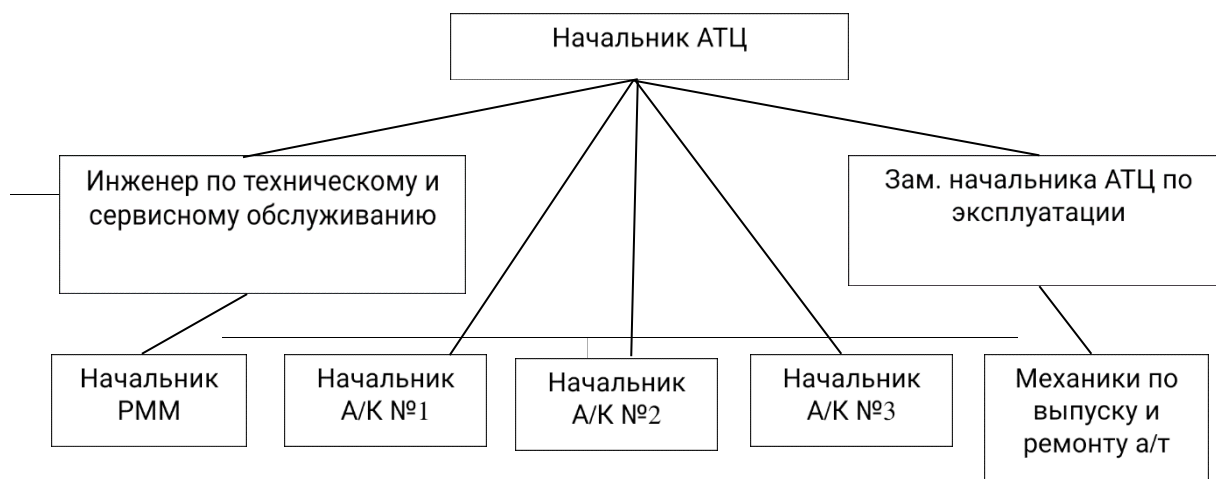 Начальник АТЦ
Инженер по техническому и
сервисному обслуживанию
Зам. начальника АТЦ по
эксплуатации
Начальник
РММ
Начальник
А/К №1
Начальник
А/К №2
Начальник
А/К №3
Механики по
выпуску и
ремонту а/т